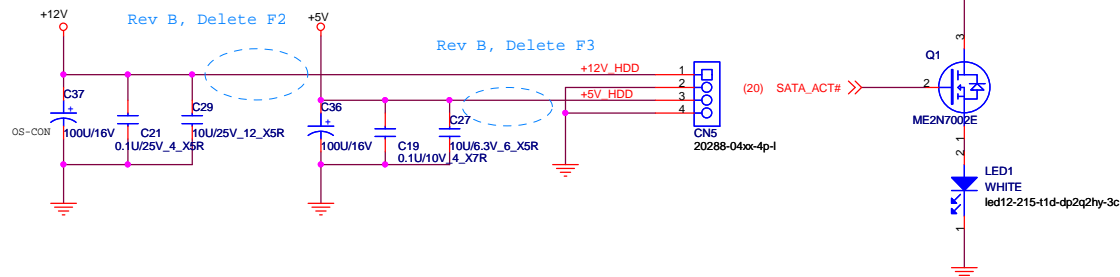 +12V
Rev B, Delete F2
+5V
Rev B, Delete F3
+12V_HDD
+5V_HDD
1
2
3
4
CN5
20288-04xx-4p-l
C37
OS-CON
100U/16V
C21
0.1U/25V_4_X5R
C29
10U/25V_12_X5R
C36
100U/16V
C19
0.1U/10V_4_X7R
C27
10U/6.3V_6_X5R
(20) SATA_ACT#
3
Q1
2
ME2N7002E
1
2
LED1
WHITE
led12-215-t1d-dp2q2hy-3c
1